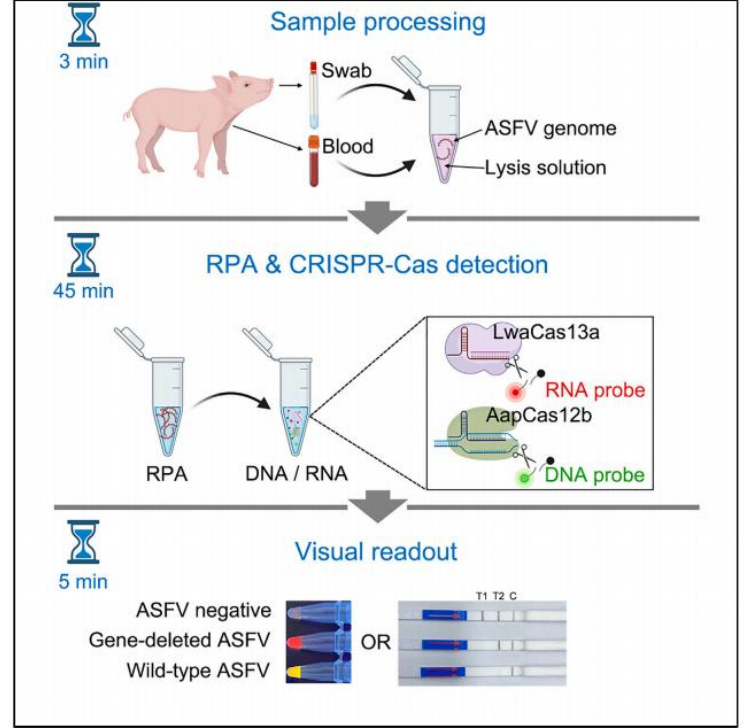 Sample processing
3 min
Swab
Blood
ASFV genome
Lysis solution
RPA & CRISPR-Cas detection
45 min
LwaCas13a
RNA probe
AapCas12b
DNA probe
RPA
DNA / RNA
Visual readout
5 min
T1 T2 C
ASFV negative
Gene-deleted ASFV
OR
Wild-type ASFV